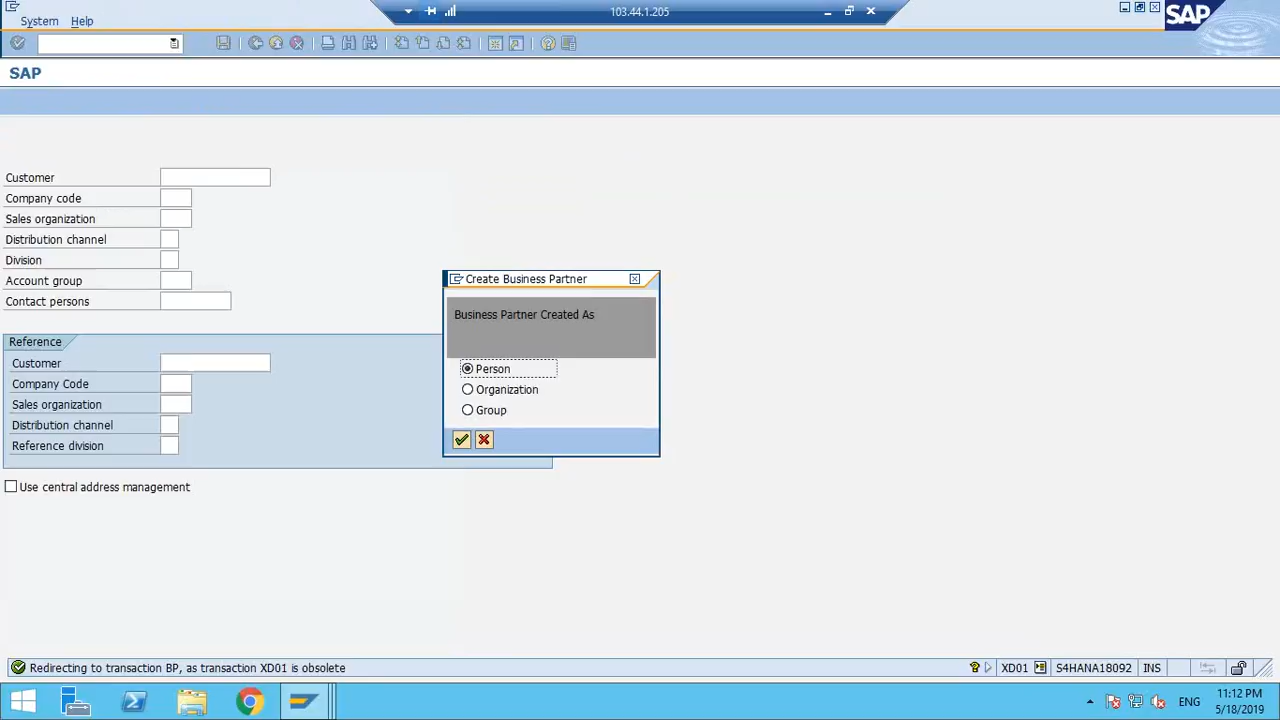 103.44.1.205
System Help
SAP
SAP
Customer
Company code
Sales organization
Distribution channel
Division
Account group
Contact persons
Reference
Customer
Company Code
Sales organization
Distribution channel
Reference division
Use central address management
Create Business Partner
Business Partner Created As
Person
Organization
Group
Redirecting to transaction BP, as transaction XD01 is obsolete
XD01 S4HANA18092 INS
ENG
11:12 PM
5/18/2019